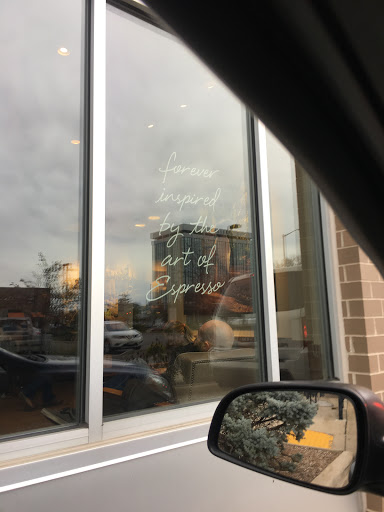 forever
inspired
by the
art of
Espresso